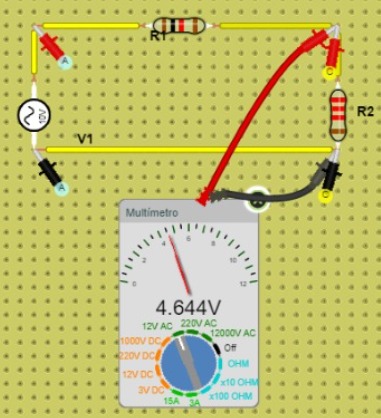 R1
A
C
10V
R2
V1
A
C
Multímetro
0 2 4 6 8 10 12
4.644V
12V AC
220V AC
12000V AC
1000V DC
Off
220V DC
OHM
12V DC
x10 OHM
3V DC
x100 OHM
15A
3A